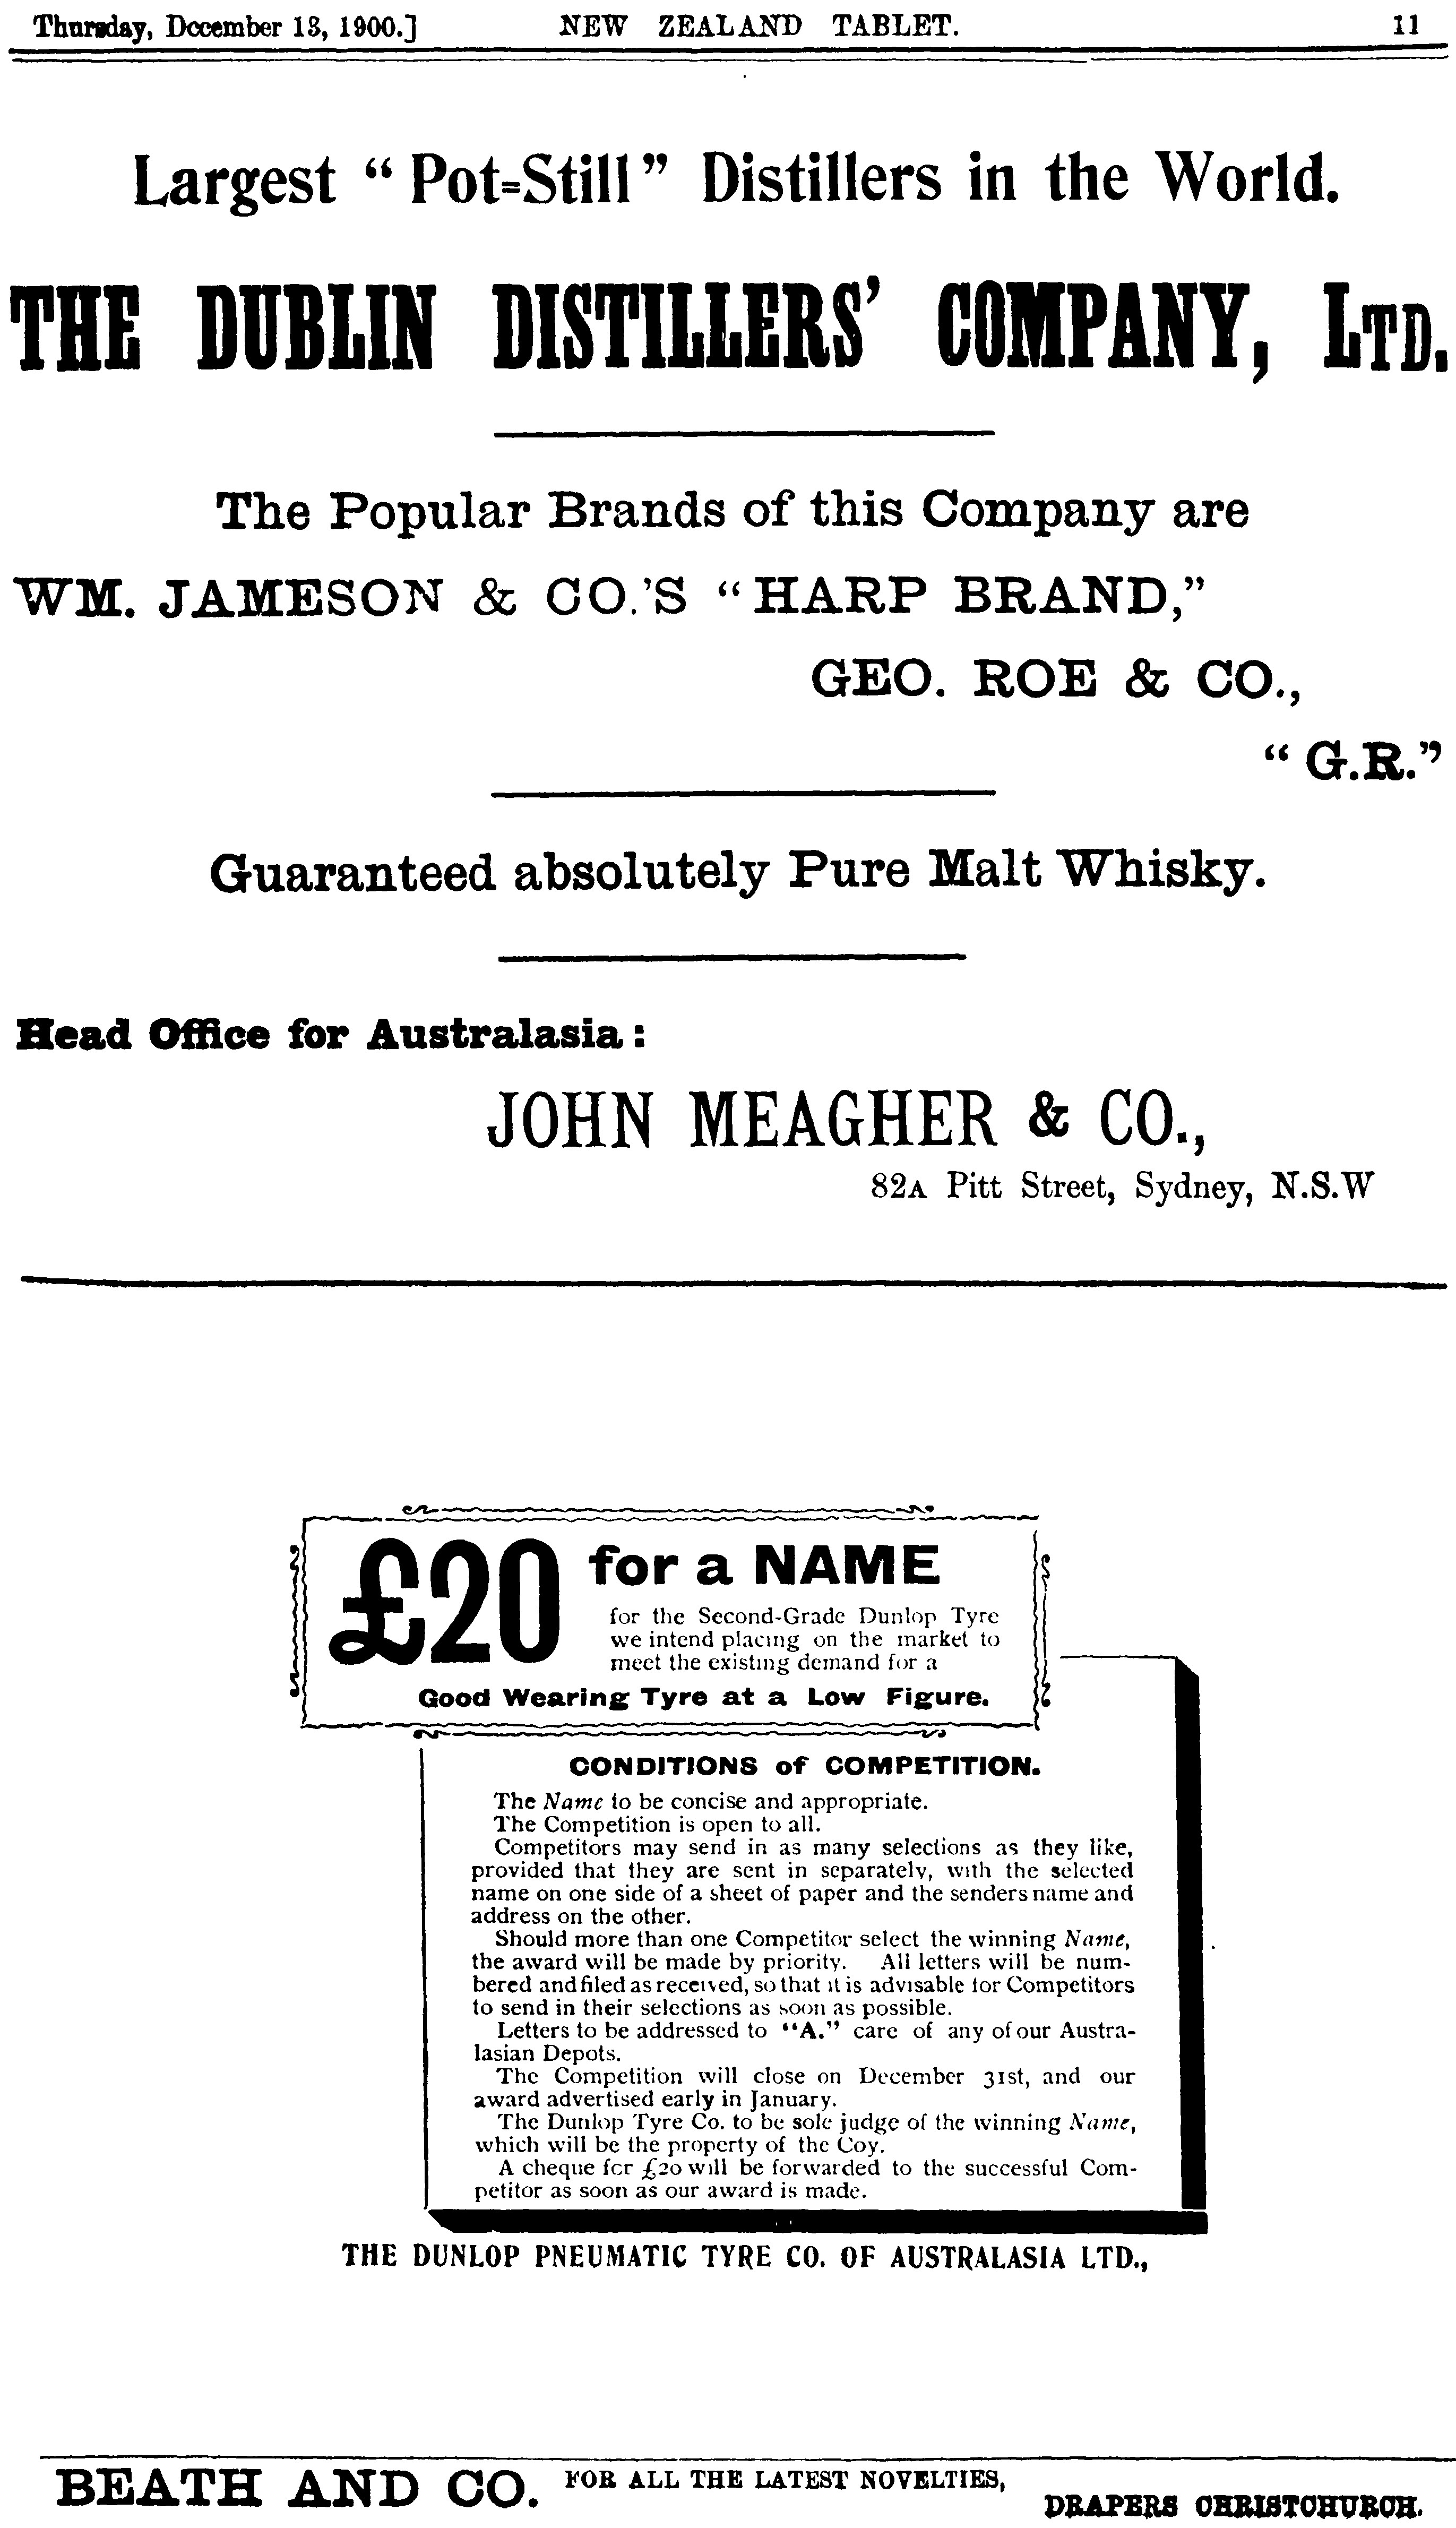 Thursday, December 13, 1900.]
NEW ZEALAND TABLET.
11
Largest “Pot-Still” Distillers in the World.
THE DUBLIN DISTILLERS’ COMPANY, LTD.
The Popular Brands of this Company are
WM. JAMESON & CO.’S “HARP BRAND,”
GEO. ROE & CO.,
“G.R.”
Guaranteed absolutely Pure Malt Whisky.
Head Office for Australasia:
JOHN MEAGHER & CO.,
82A Pitt Street, Sydney, N.S.W
£20 for a NAME
for the Second-Grade Dunlop Tyre
we intend placing on the market to
meet the existing demand for a
Good Wearing Tyre at a Low Figure.
CONDITIONS of COMPETITION.
The Name to be concise and appropriate.
The Competition is open to all.
Competitors may send in as many selections as they like,
provided that they are sent in separately, with the selected
name on one side of a sheet of paper and the senders name and
address on the other.
Should more than one Competitor select the winning Name,
the award will be made by priority. All letters will be num-
bered and filed as received, so that it is advisable for Competitors
to send in their selections as soon as possible.
Letters to be addressed to “A.” care of any of our Austra-
lasian Depots.
The Competition will close on December 31st, and our
award advertised early in January.
The Dunlop Tyre Co. to be sole judge of the winning Name,
which will be the property of the Coy.
A cheque for £20 will be forwarded to the successful Com-
petitor as soon as our award is made.
THE DUNLOP PNEUMATIC TYRE CO. OF AUSTRALASIA LTD.,
BEATH AND CO. FOR ALL THE LATEST NOVELTIES,
DRAPERS CHRISTCHURCH.